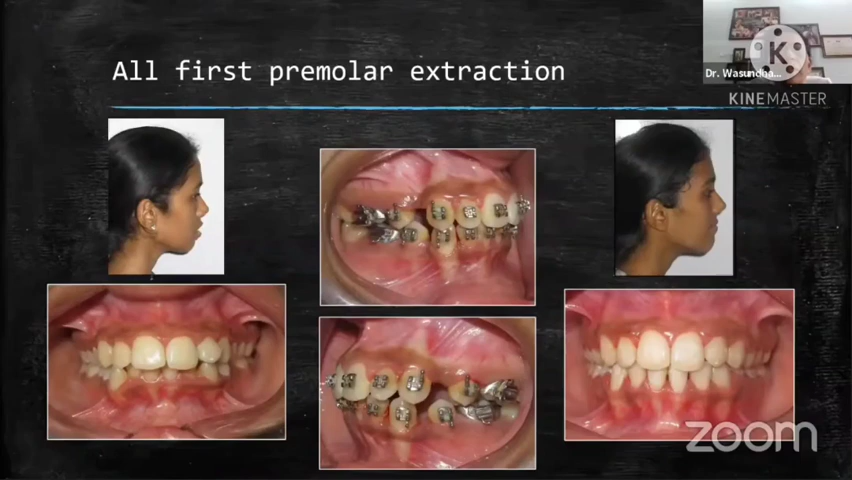 All first premolar extraction
K
Dr. Wasundha...
KINEMASTER
zoom